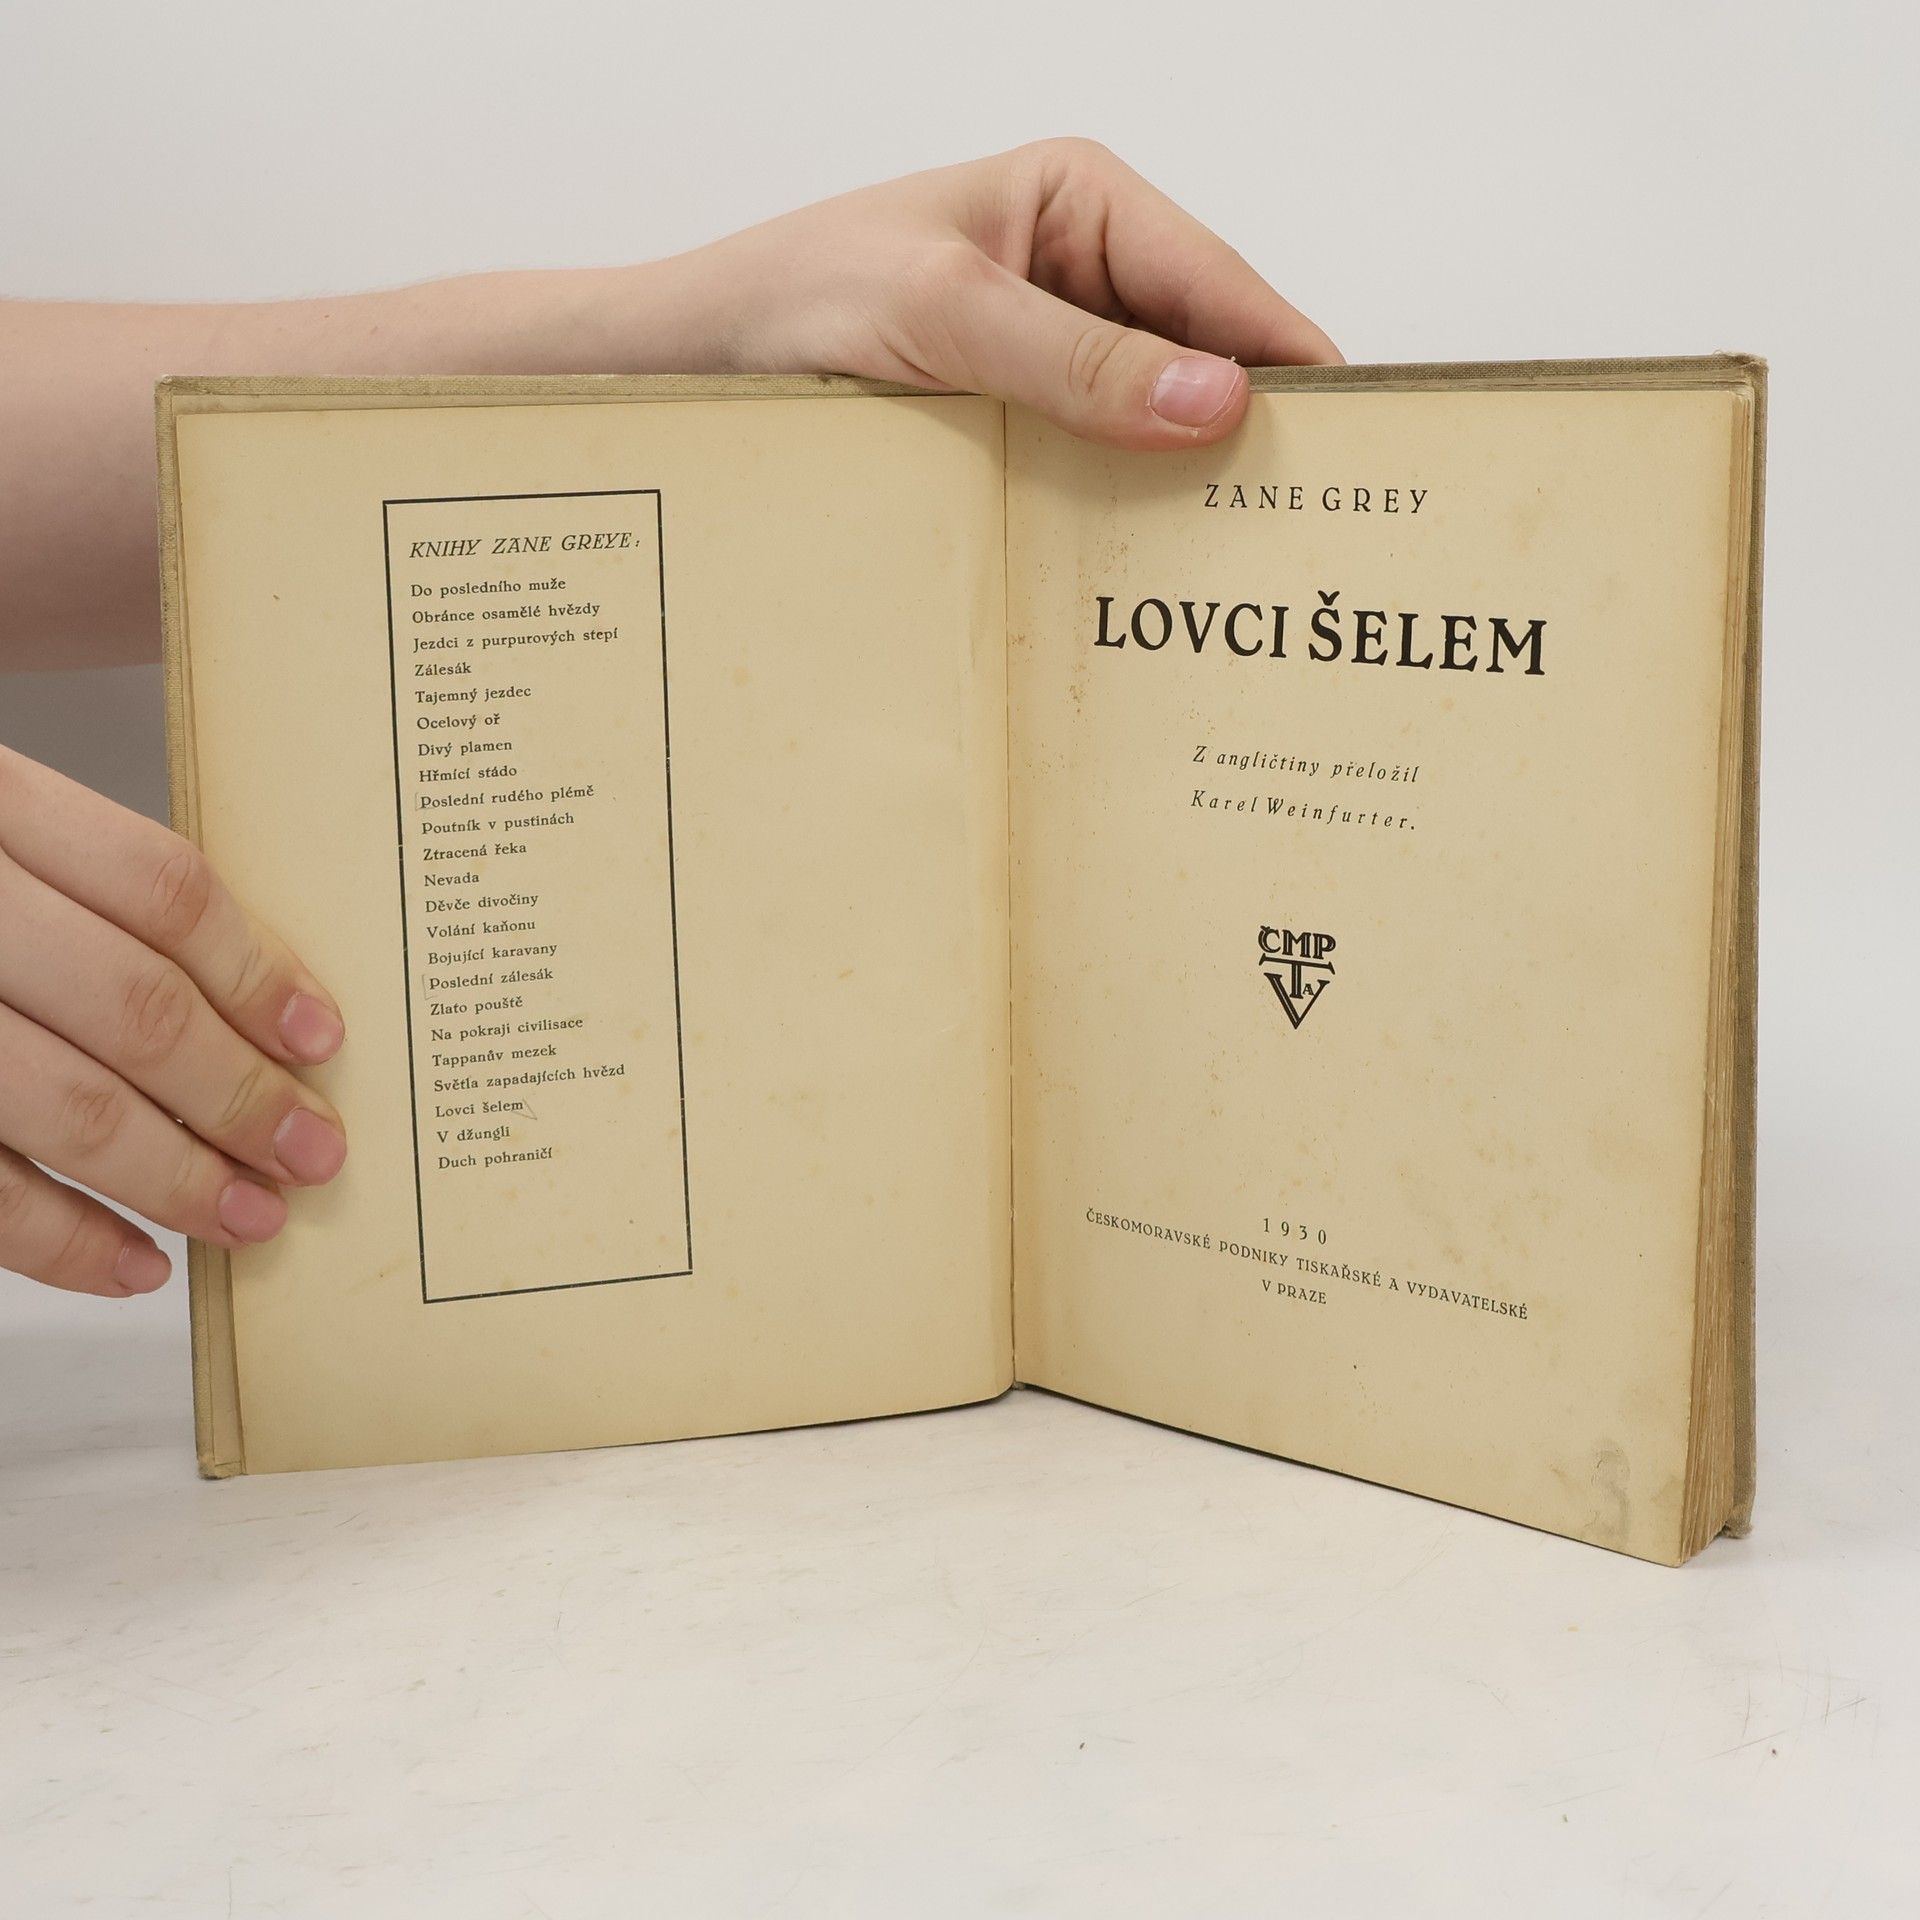 KNIHY ZANE GREYE:
Do posledního muže
Obránce osamělé hvězdy
Jezdci z purpurových stepí
Zálesák
Tajemný jezdec
Ocelový oř
Divý plamen
Hřmící stádo
Poslední rudého plémě
Poutník v pustinách
Ztracená řeka
Nevada
Děvče divočiny
Volání kaňonu
Bojující karavany
Poslední zálesák
Zlato pouště
Na pokraji civilisace
Tappanův mezek
Světla zapadajících hvězd
Lovci šelem
V džungli
Duch pohraničí
ZANE GREY
LOVCI ŠELEM
Z angličtiny přeložil
Karel Weinfurter.
ČMP
TAV
1930
ČESKOMORAVSKÉ PODNIKY TISKAŘSKÉ A VYDAVATELSKÉ
V PRAZE